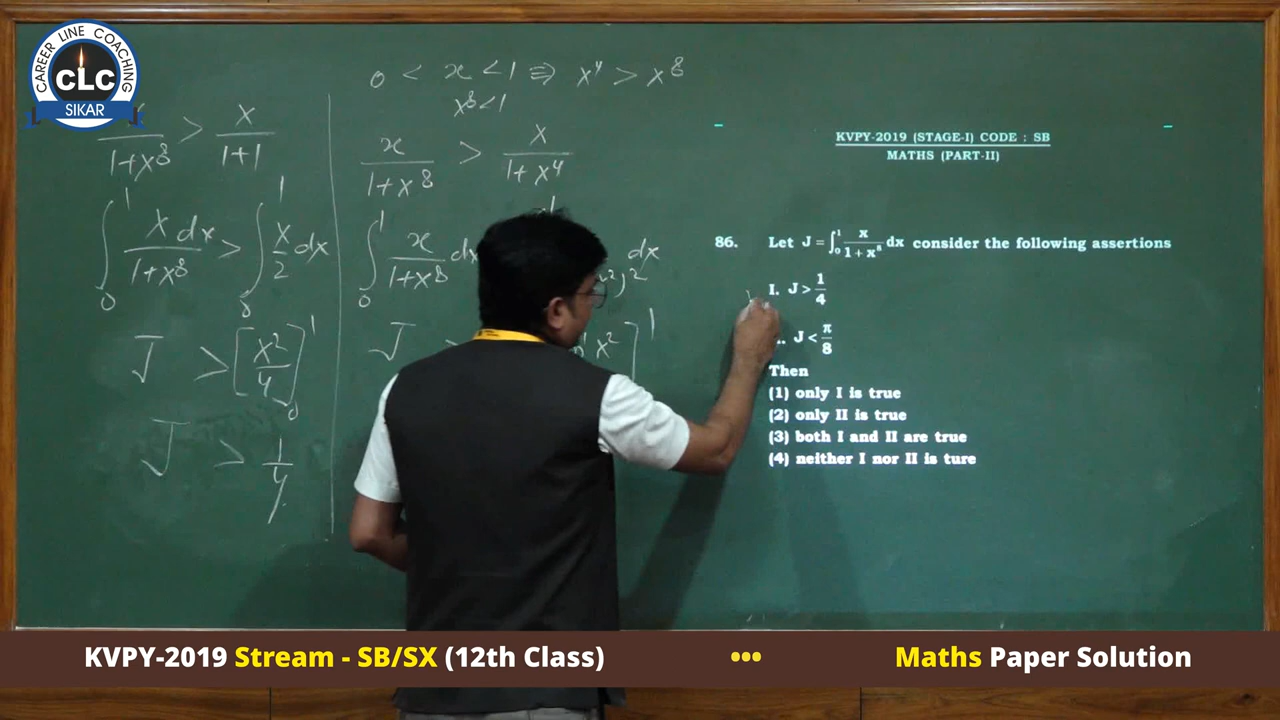 CAREER LINE COACHING
CLC
SIKAR
0 < x < 1 ⇒ x⁴ > x⁸
x⁸ < 1
/ 1+x⁸ > x / 1+1
x / 1+x⁸ > x / 1+x⁴
∫₀¹ x dx / 1+x⁸ > ∫₀¹ x/2 dx
∫₀¹ x / 1+x⁸ dx
dx
J > [x²/4]₀¹
J
x² ]¹
J > 1/4
KVPY-2019 (STAGE-I) CODE : SB
MATHS (PART-II)
86. Let J = ∫₀¹ x / 1 + x⁸ dx consider the following assertions
I. J > 1/4
J < π/8
Then
(1) only I is true
(2) only II is true
(3) both I and II are true
(4) neither I nor II is ture
KVPY-2019 Stream - SB/SX (12th Class) ••• Maths Paper Solution